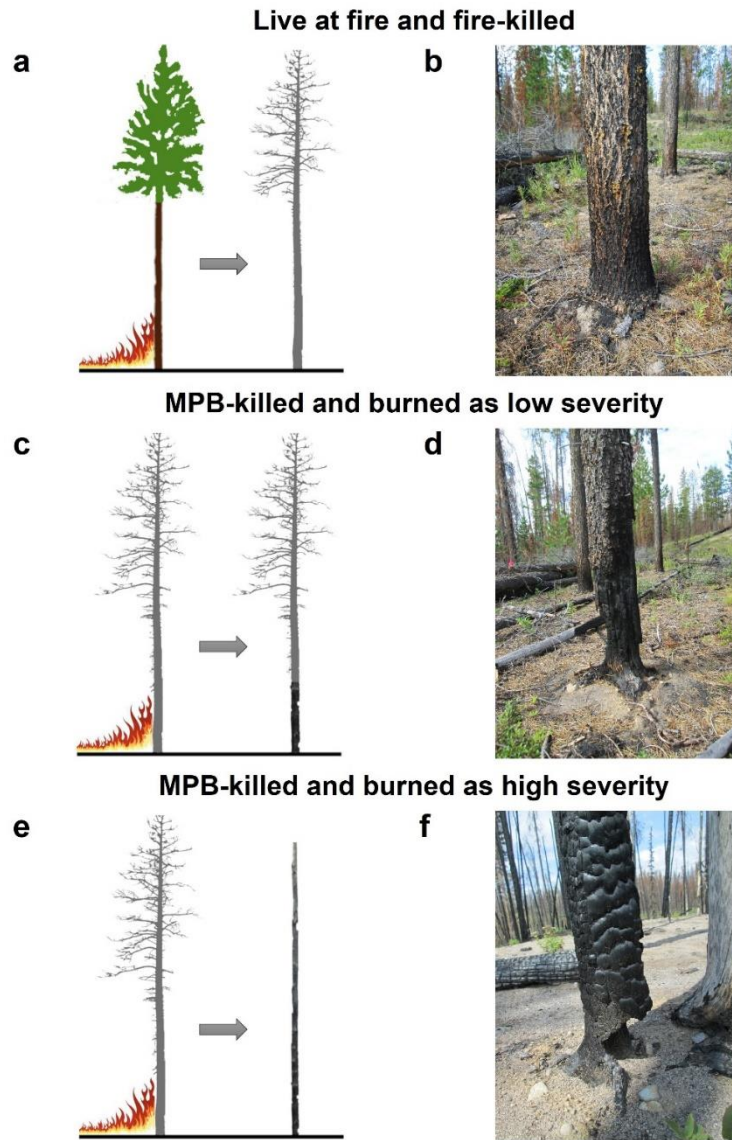 Live at fire and fire-killed
a
b
MPB-killed and burned as low severity
c
d
MPB-killed and burned as high severity
e
f